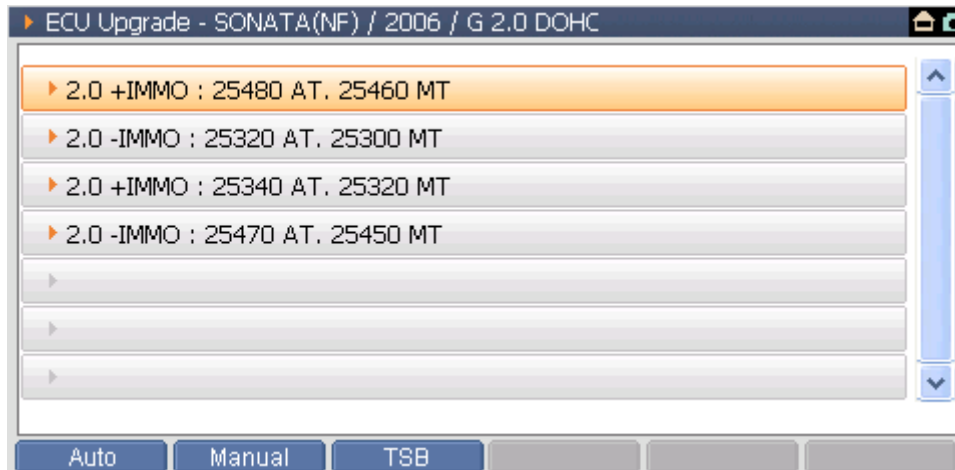 ECU Upgrade - SONATA(NF) / 2006 / G 2.0 DOHC
2.0 +IMMO : 25480 AT. 25460 MT
2.0 -IMMO : 25320 AT. 25300 MT
2.0 +IMMO : 25340 AT. 25320 MT
2.0 -IMMO : 25470 AT. 25450 MT
Auto Manual TSB